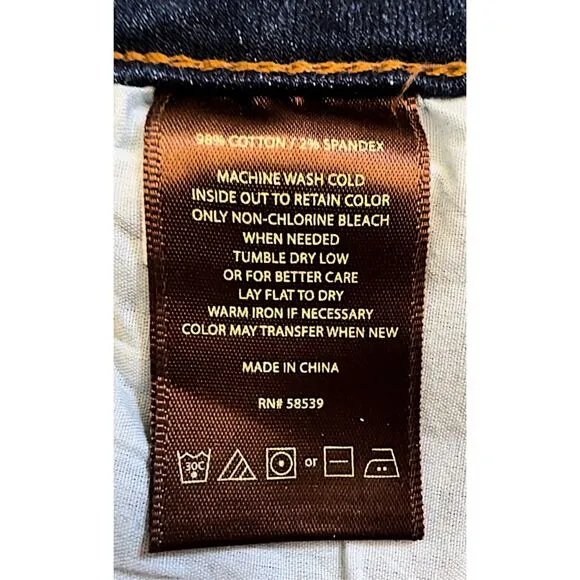 98% COTTON / 2% SPANDEX
MACHINE WASH COLD
INSIDE OUT TO RETAIN COLOR
ONLY NON-CHLORINE BLEACH
WHEN NEEDED
TUMBLE DRY LOW
OR FOR BETTER CARE
LAY FLAT TO DRY
WARM IRON IF NECESSARY
COLOR MAY TRANSFER WHEN NEW
MADE IN CHINA
RN# 58539
30C or